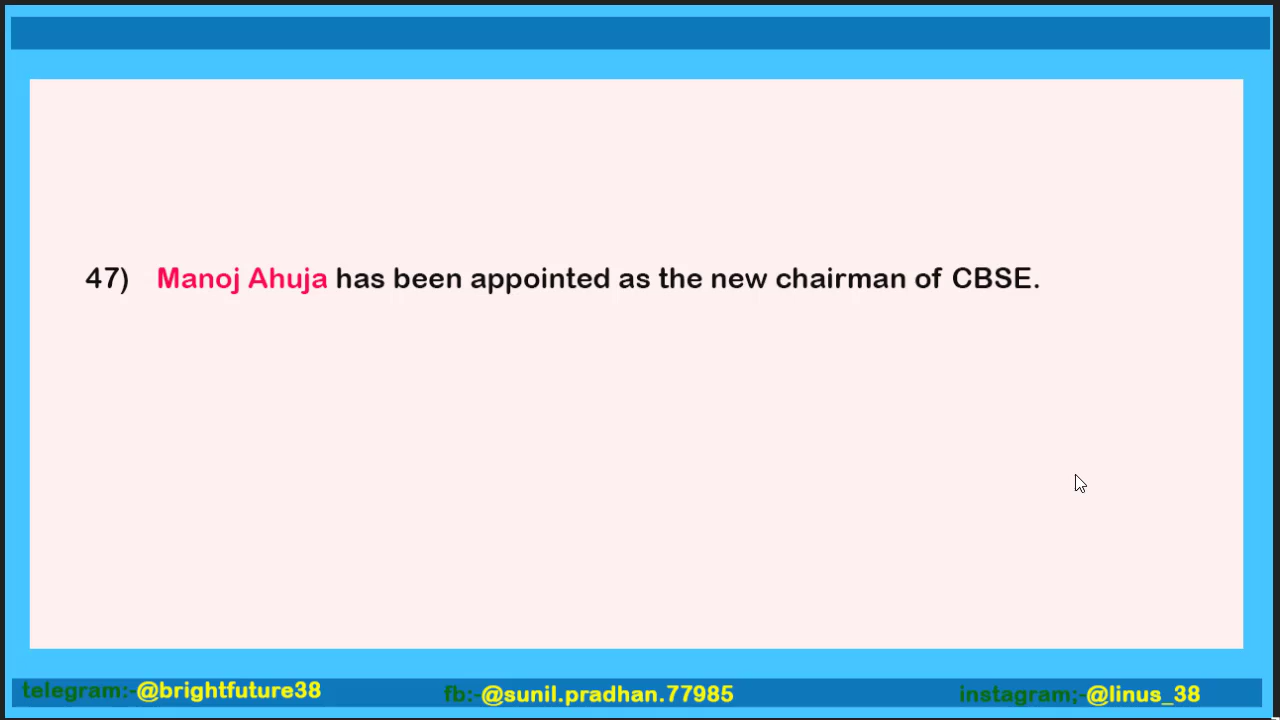 47) Manoj Ahuja has been appointed as the new chairman of CBSE.
telegram:-@brightfuture38 fb:-@sunil.pradhan.77985 instagram;-@linus_38